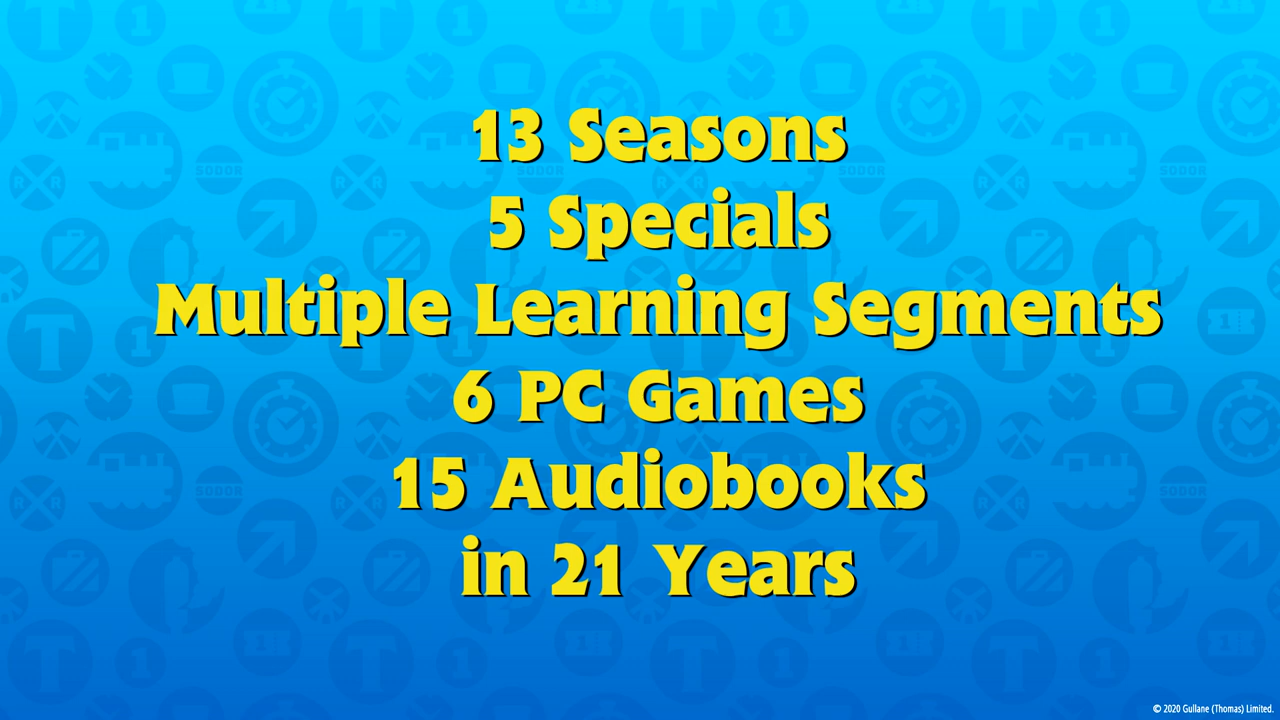 13 Seasons
5 Specials
Multiple Learning Segments
6 PC Games
15 Audiobooks
in 21 Years
© 2020 Gullane (Thomas) Limited.